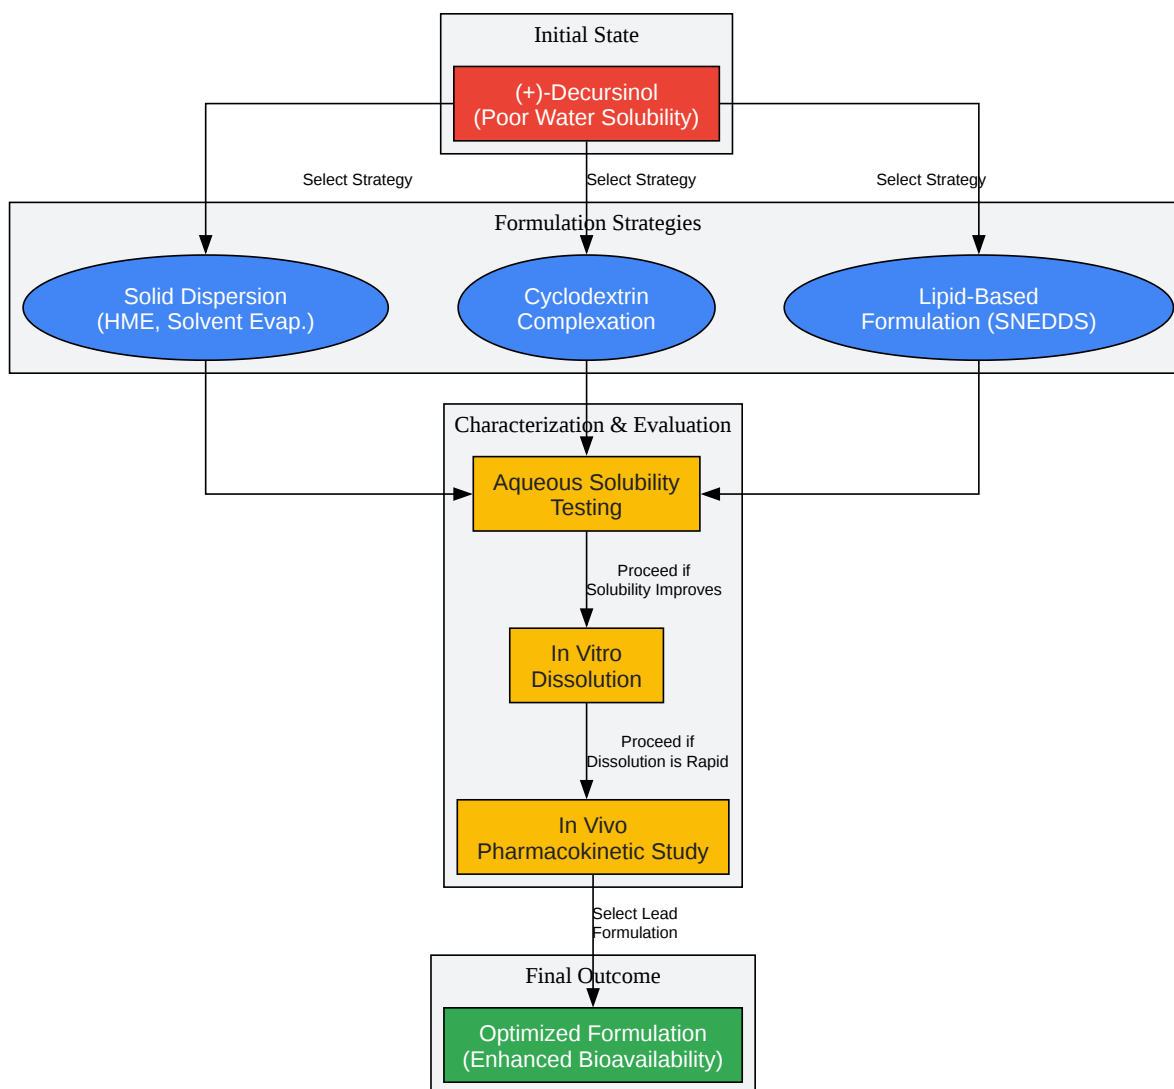 Initial State
(+)-Decursinol
(Poor Water Solubility)
Select Strategy
Select Strategy
Select Strategy
Formulation Strategies
Solid Dispersion
(HME, Solvent Evap.)
Cyclodextrin
Complexation
Lipid-Based
Formulation (SNEDDS)
Characterization & Evaluation
Aqueous Solubility
Testing
Proceed if
Solubility Improves
In Vitro
Dissolution
Proceed if
Dissolution is Rapid
In Vivo
Pharmacokinetic Study
Select Lead
Formulation
Final Outcome
Optimized Formulation
(Enhanced Bioavailability)